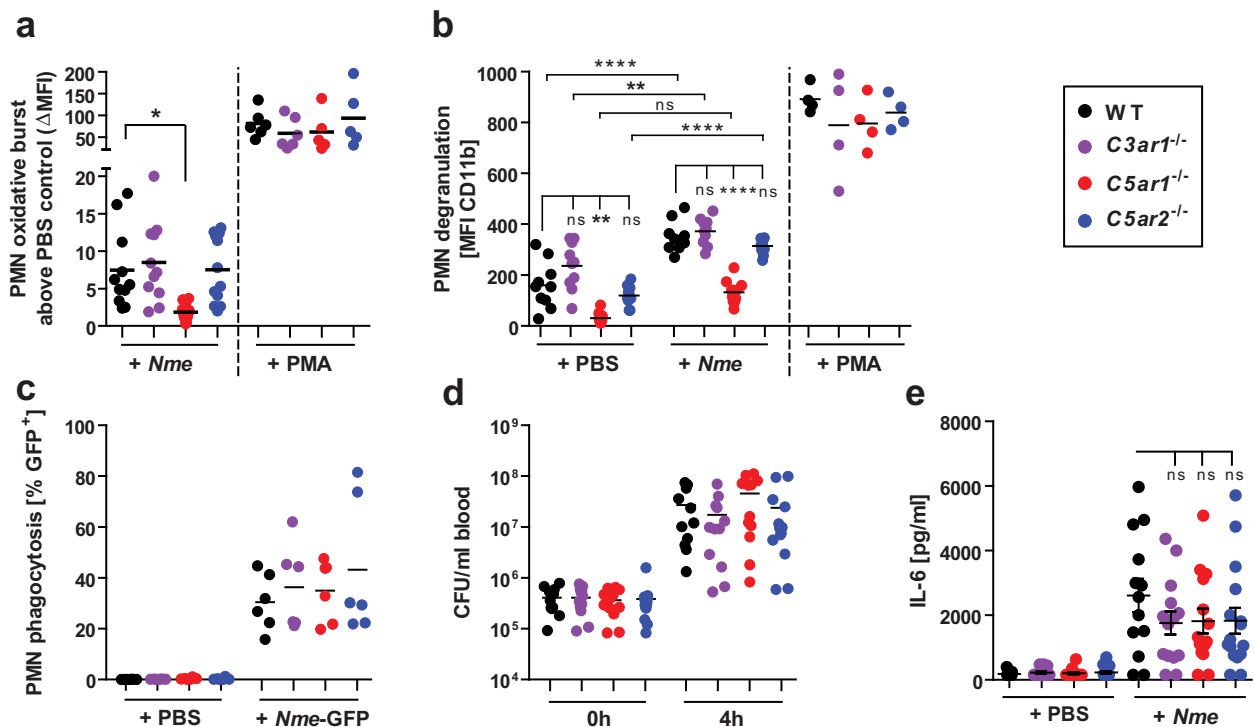 a
PMN oxidative burst
above PBS control (ΔMFI)
200
150
100
50
20
15
10
5
0
*
+ Nme
+ PMA
b
PMN degranulation
[MFI CD11b]
1000
800
600
400
200
0
****
**
ns
****
ns ** ns
ns **** ns
+ PBS
+ Nme
+ PMA
WT
C3ar1-/-
C5ar1-/-
C5ar2-/-
c
PMN phagocytosis [% GFP+]
100
80
60
40
20
0
+ PBS
+ Nme-GFP
d
CFU/ml blood
10⁹
10⁸
10⁷
10⁶
10⁵
10⁴
0h
4h
e
IL-6 [pg/ml]
8000
6000
4000
2000
0
ns ns ns
+ PBS
+ Nme